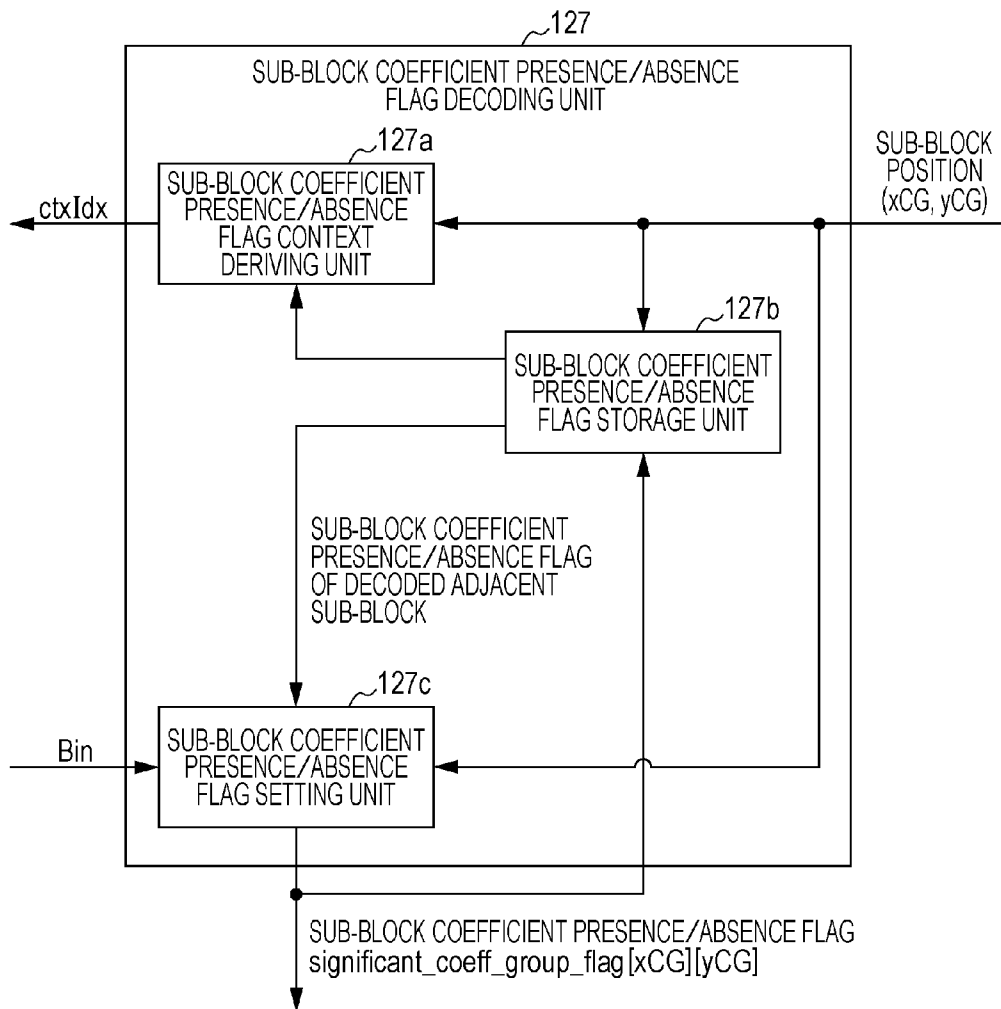 127
SUB-BLOCK COEFFICIENT PRESENCE/ABSENCE
FLAG DECODING UNIT
127a
SUB-BLOCK COEFFICIENT
PRESENCE/ABSENCE
FLAG CONTEXT
DERIVING UNIT
ctxIdx
SUB-BLOCK
POSITION
(xCG, yCG)
127b
SUB-BLOCK COEFFICIENT
PRESENCE/ABSENCE
FLAG STORAGE UNIT
SUB-BLOCK COEFFICIENT
PRESENCE/ABSENCE FLAG
OF DECODED ADJACENT
SUB-BLOCK
127c
Bin
SUB-BLOCK COEFFICIENT
PRESENCE/ABSENCE
FLAG SETTING UNIT
SUB-BLOCK COEFFICIENT PRESENCE/ABSENCE FLAG
significant_coeff_group_flag[xCG][yCG]